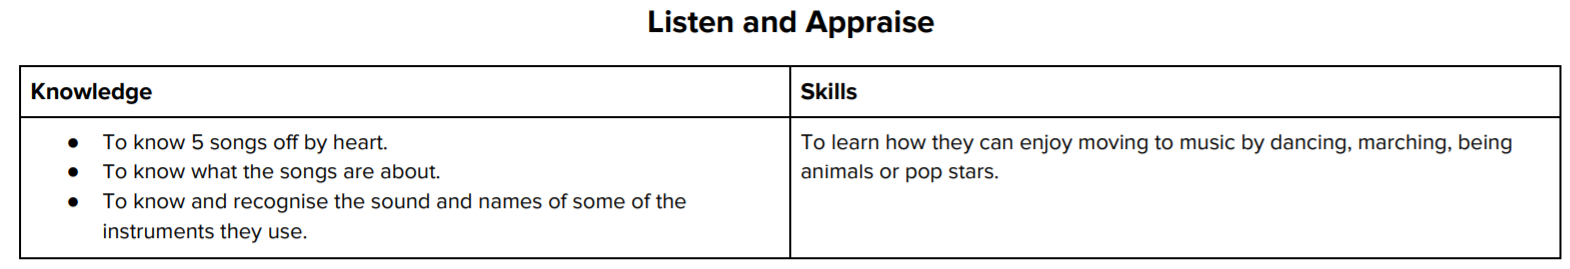 Listen and Appraise
Knowledge
Skills
● To know 5 songs off by heart.
● To know what the songs are about.
● To know and recognise the sound and names of some of the
instruments they use.
To learn how they can enjoy moving to music by dancing, marching, being
animals or pop stars.